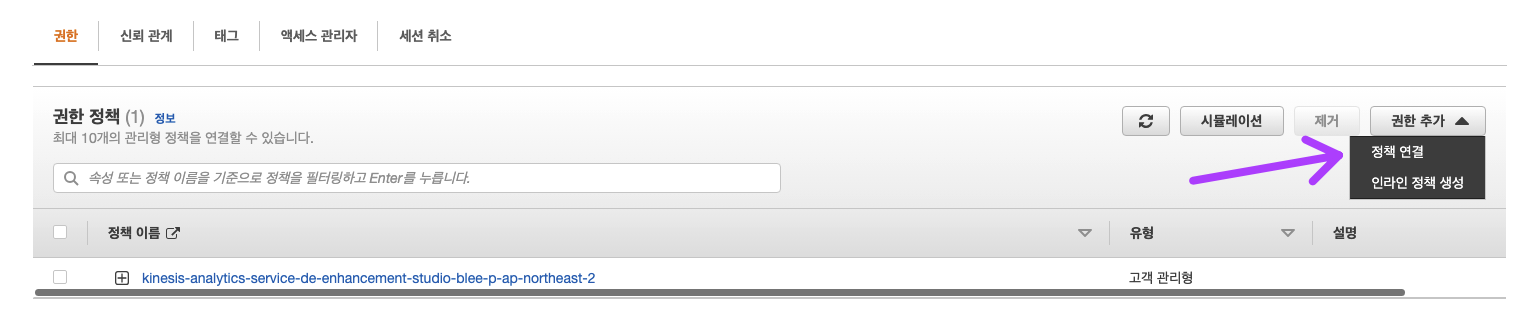 권한 신뢰 관계 태그 액세스 관리자 세션 취소
권한 정책 (1) 정보
최대 10개의 관리형 정책을 연결할 수 있습니다.
시뮬레이션 제거 권한 추가
정책 연결
인라인 정책 생성
속성 또는 정책 이름을 기준으로 정책을 필터링하고 Enter를 누릅니다.
정책 이름 유형 설명
kinesis-analytics-service-de-enhancement-studio-blee-p-ap-northeast-2 고객 관리형